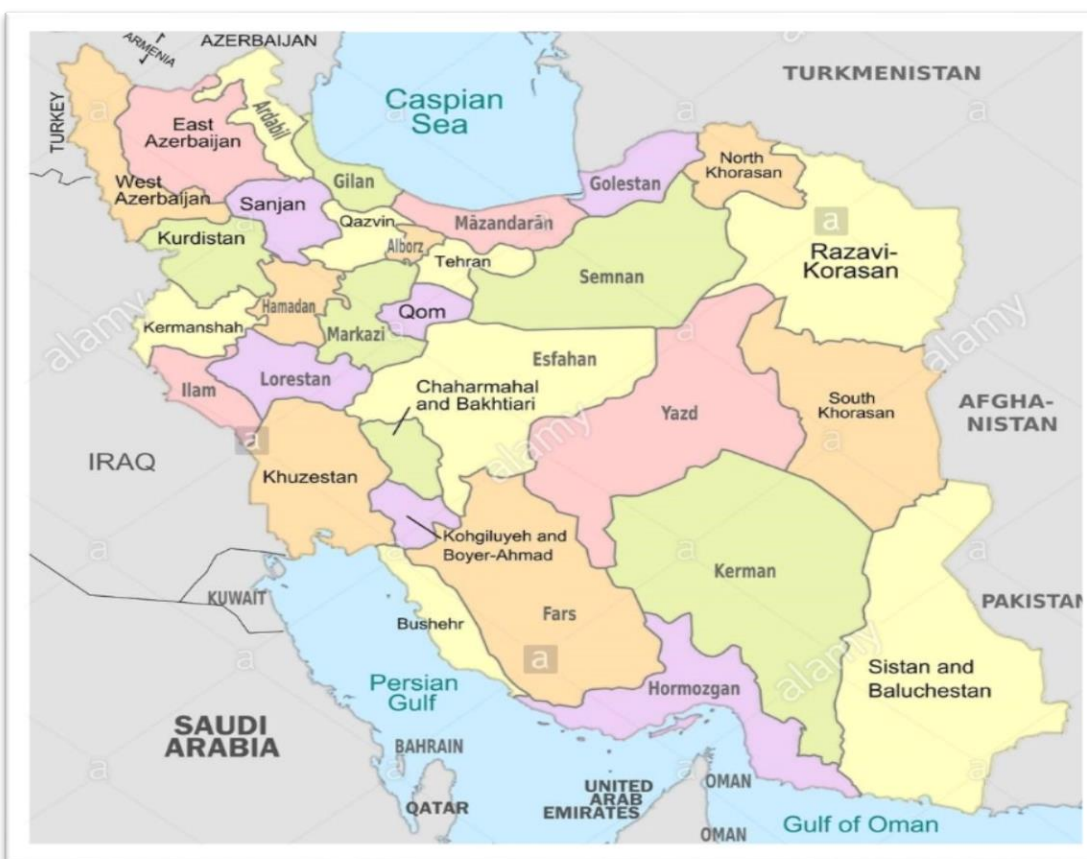 ARMENIA
AZERBAIJAN
TURKEY
TURKMENISTAN
Caspian
Sea
East
Azerbaijan
Ardabil
West
Azerbaijan
Gilan
Sanjan
Golestan
North
Khorasan
Qazvin
Māzandarān
Kurdistan
Alborz
Tehran
Razavi-
Korasan
Semnan
Hamadan
Qom
Kermanshah
Markazi
Esfahan
Ilam
Lorestan
Chaharmahal
and Bakhtiari
Yazd
South
Khorasan
AFGHA-
NISTAN
IRAQ
Khuzestan
Kohgiluyeh and
Boyer-Ahmad
Kerman
KUWAIT
PAKISTAN
Bushehr
Fars
Sistan and
Baluchestan
Persian
Gulf
Hormozgan
SAUDI
ARABIA
BAHRAIN
QATAR
UNITED
ARAB
EMIRATES
OMAN
OMAN
Gulf of Oman
alamy
alamy
alamy
alamy
a
a
a
a
a
a
a
a
a
a
a
a
a
a